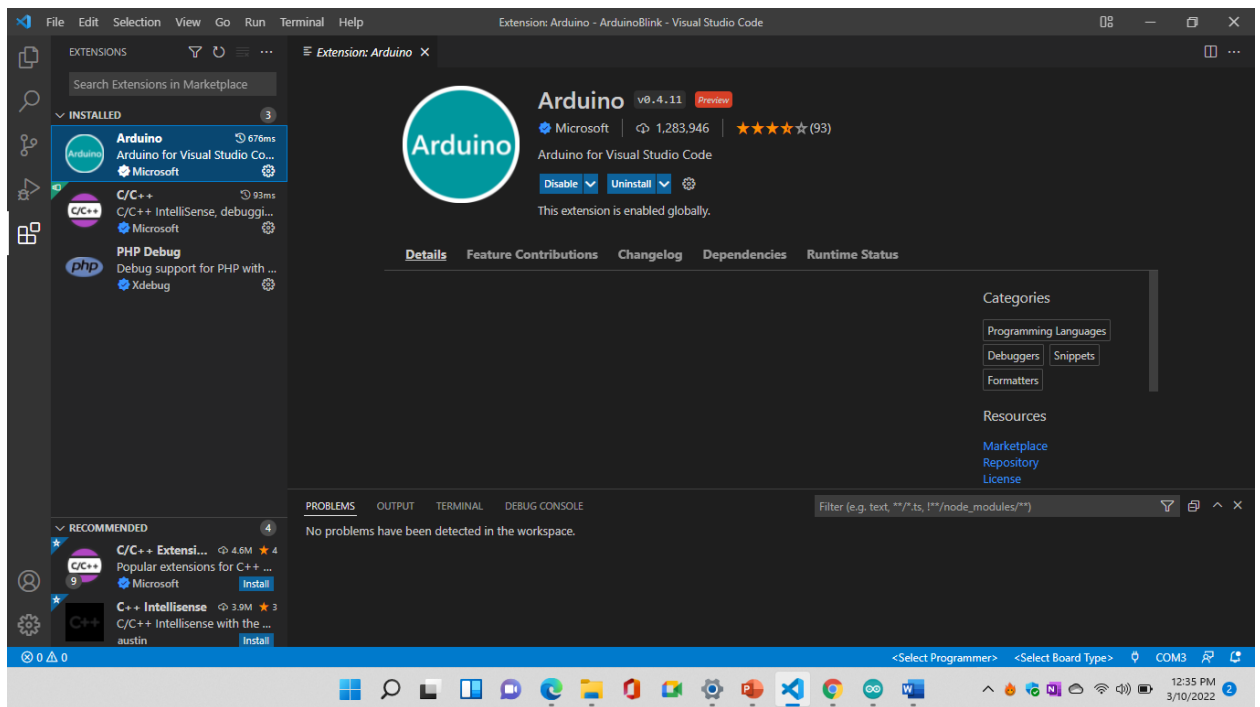 File Edit Selection View Go Run Terminal Help
Extension: Arduino - ArduinoBlink - Visual Studio Code
EXTENSIONS
Search Extensions in Marketplace
INSTALLED 3
Arduino 676ms
Arduino for Visual Studio Co...
Microsoft
C/C++ 93ms
C/C++ IntelliSense, debuggi...
Microsoft
PHP Debug
Debug support for PHP with ...
Xdebug
Arduino
C/C++
php
RECOMMENDED 4
C/C++ Extensi... 4.6M ★ 4
Popular extensions for C++ ...
Microsoft Install
C/C++
9
C++ Intellisense 3.9M ★ 3
C/C++ Intellisense with the ...
austin Install
C++
Extension: Arduino
Arduino
Arduino v0.4.11 Preview
Microsoft 1,283,946 (93)
Arduino for Visual Studio Code
Disable Uninstall
This extension is enabled globally.
Details Feature Contributions Changelog Dependencies Runtime Status
Categories
Programming Languages
Debuggers Snippets
Formatters
Resources
Marketplace
Repository
License
PROBLEMS OUTPUT TERMINAL DEBUG CONSOLE
Filter (e.g. text, **/*.ts, !**/node_modules/**)
No problems have been detected in the workspace.
0 0
<Select Programmer> <Select Board Type> COM3
12:35 PM
3/10/2022
2